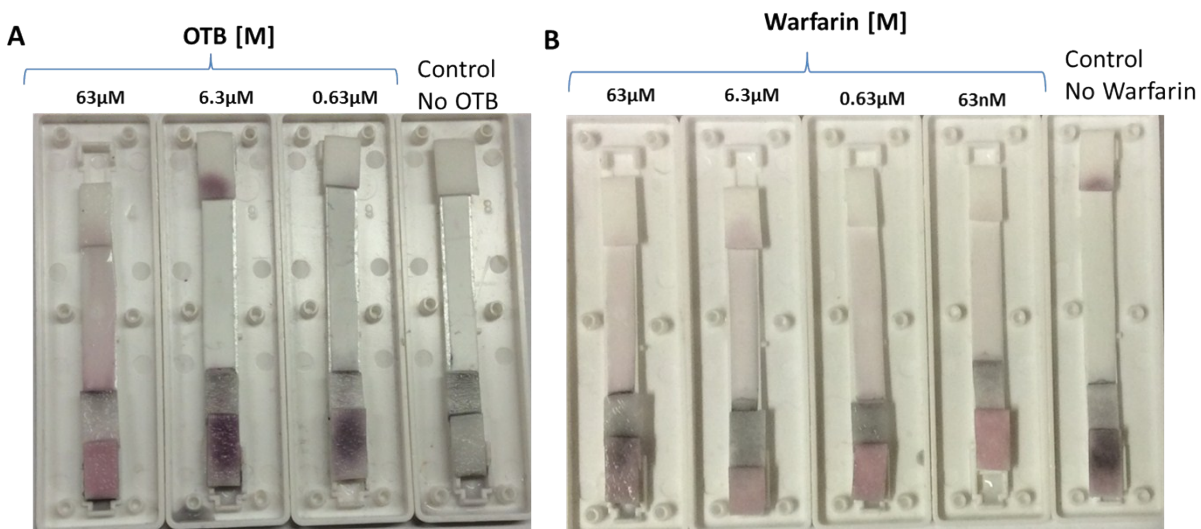 A
OTB [M]
63µM
6.3µM
0.63µM
Control
No OTB
B
Warfarin [M]
63µM
6.3µM
0.63µM
63nM
Control
No Warfarin